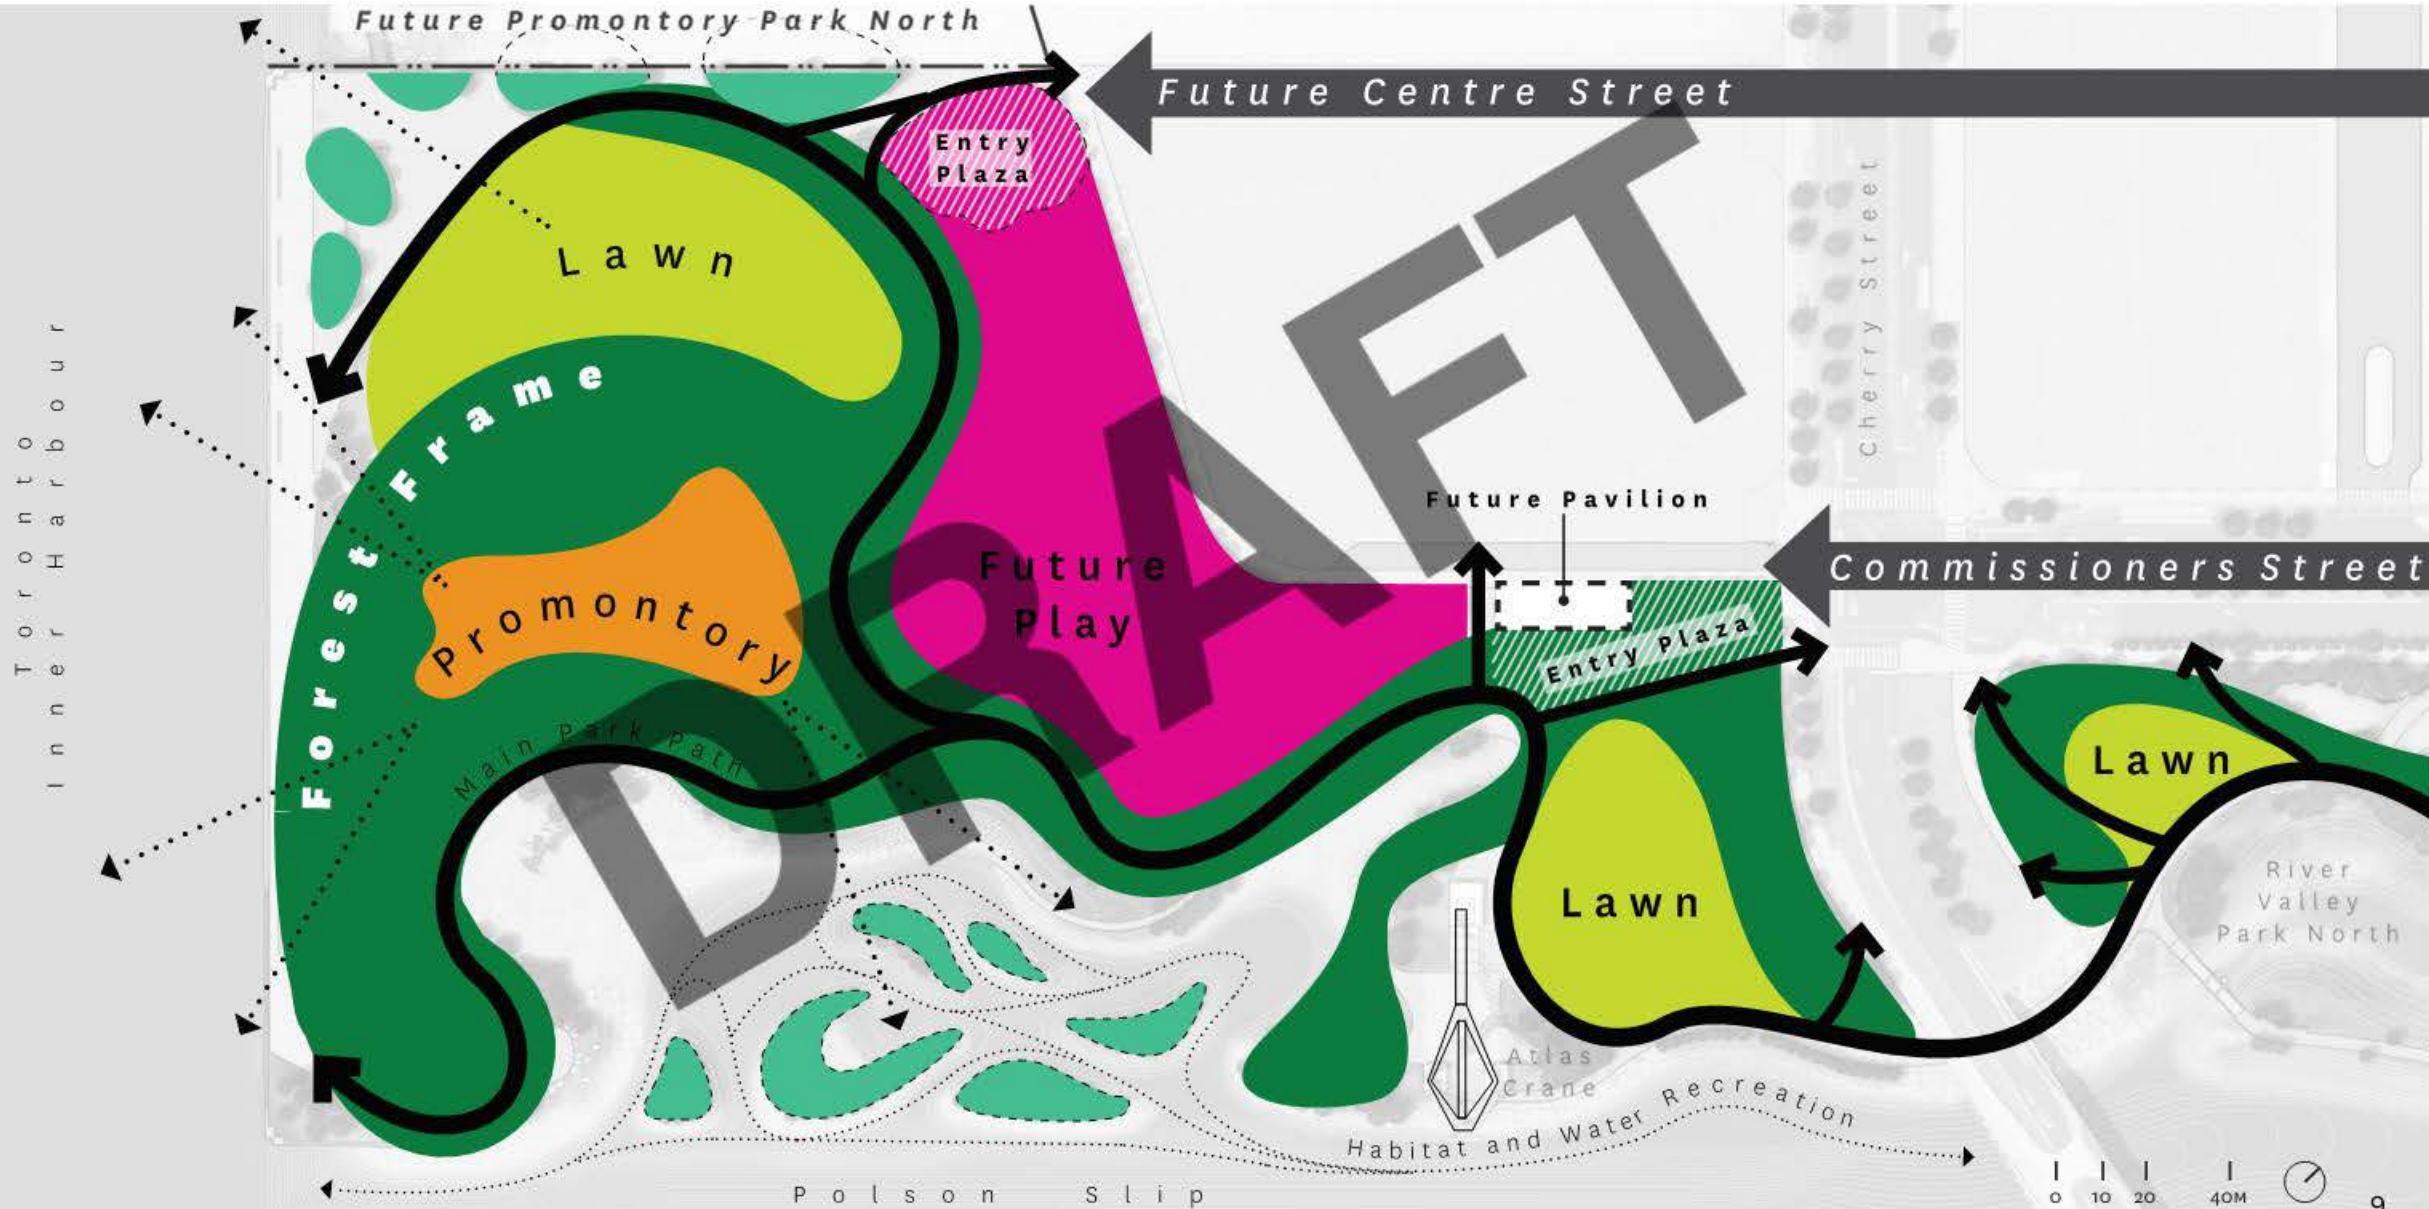 Future Promontory Park North
Future Centre Street
Entry
Plaza
Lawn
Cherry Street
Forest Frame
Toronto
Inner Harbour
Future Pavilion
Future
Play
Commissioners Street
Promontory
Entry Plaza
Main Park Path
Lawn
Lawn
River
Valley
Park North
DRAFT
Atlas
Crane
Habitat and Water Recreation
Polson Slip
0 10 20 40M
9